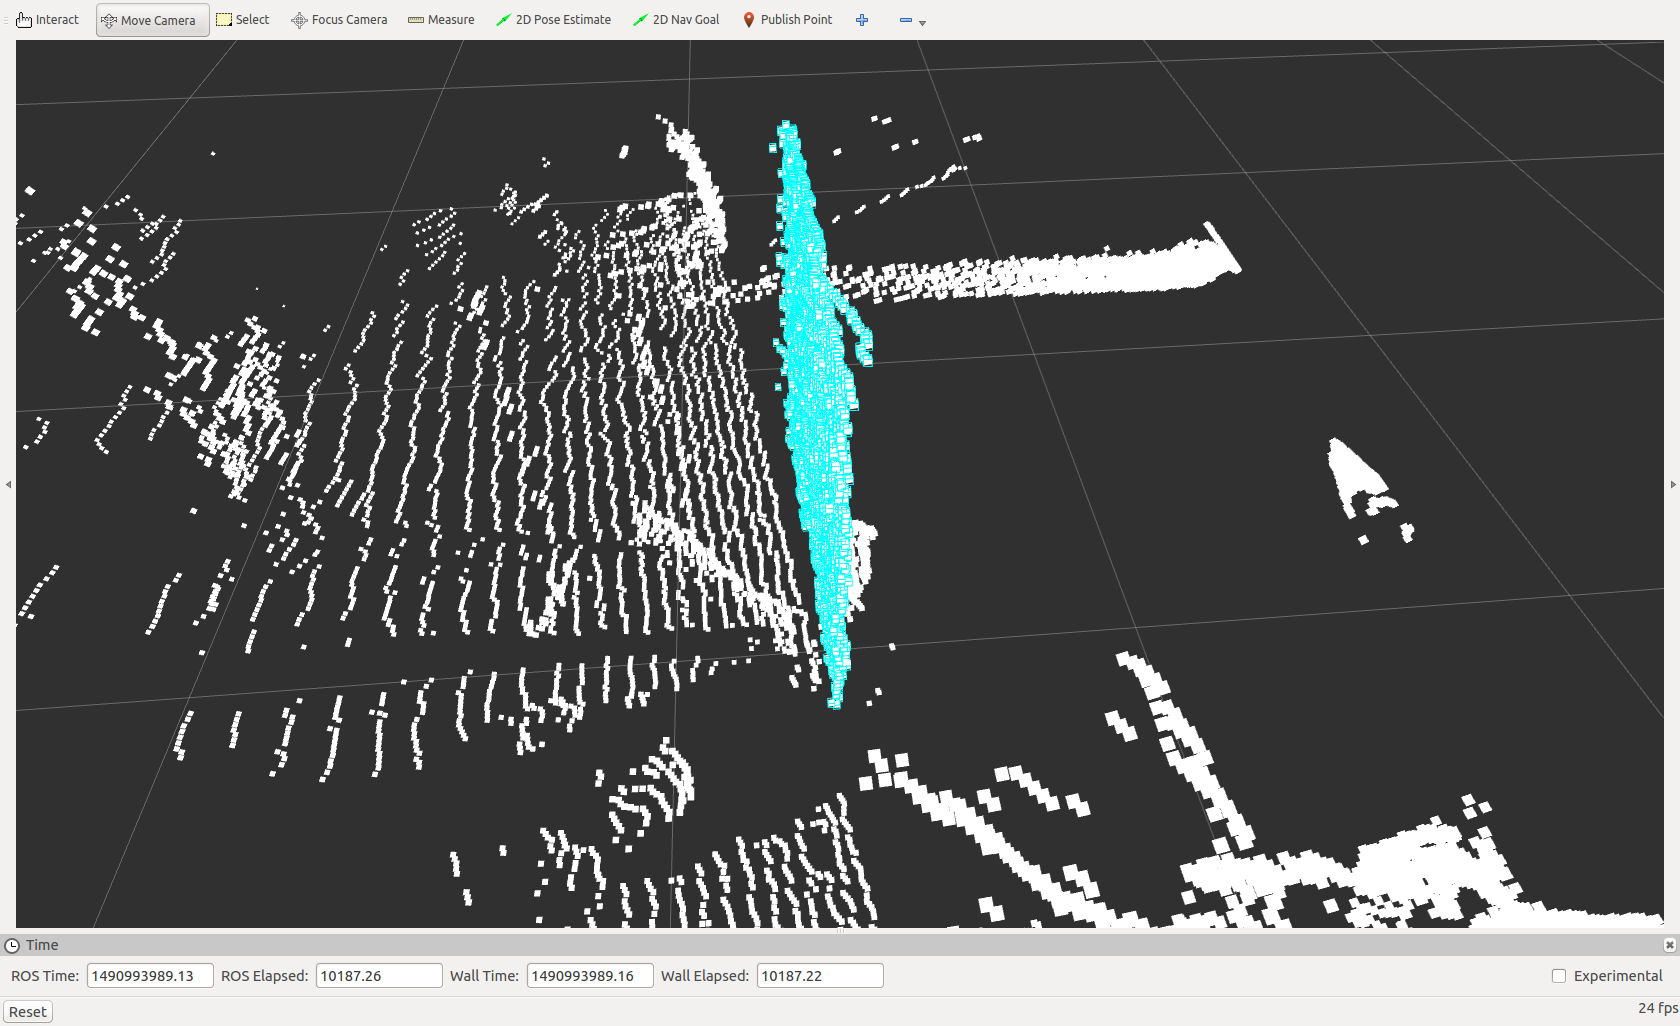 Interact Move Camera Select Focus Camera Measure 2D Pose Estimate 2D Nav Goal Publish Point
Time
ROS Time: 1490993989.13 ROS Elapsed: 10187.26 Wall Time: 1490993989.16 Wall Elapsed: 10187.22 Experimental
Reset 24 fps